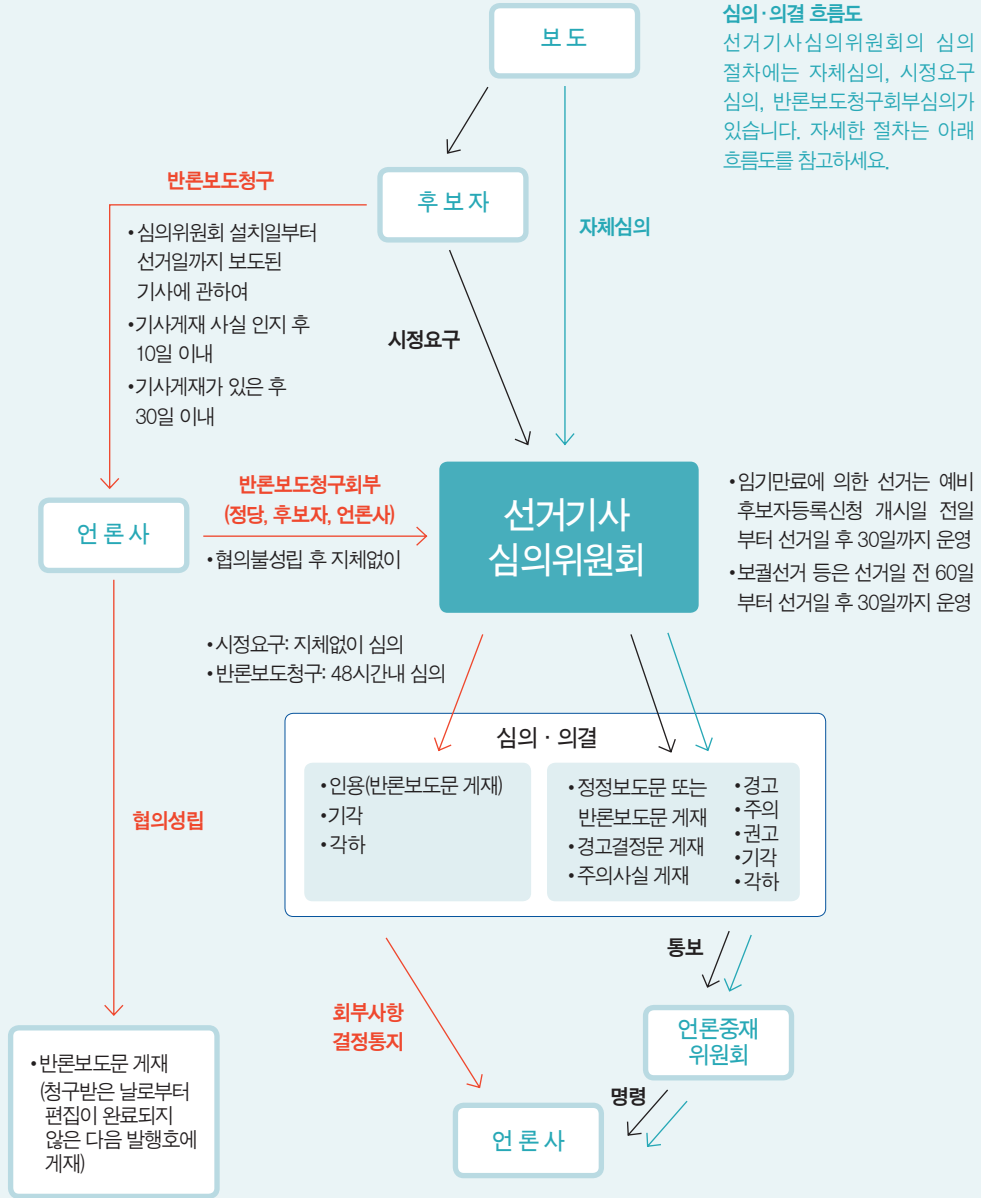 심의·의결 흐름도
선거기사심의위원회의 심의
절차에는 자체심의, 시정요구
심의, 반론보도청구회부심의가
있습니다. 자세한 절차는 아래
흐름도를 참고하세요.
보도
후보자
반론보도청구
•심의위원회 설치일부터
선거일까지 보도된
기사에 관하여
•기사게재 사실 인지 후
10일 이내
•기사게재가 있은 후
30일 이내
자체심의
시정요구
언론사
반론보도청구회부
(정당, 후보자, 언론사)
•협의불성립 후 지체없이
선거기사
심의위원회
•임기만료에 의한 선거는 예비
후보자등록신청 개시일 전일
부터 선거일 후 30일까지 운영
•보궐선거 등은 선거일 전 60일
부터 선거일 후 30일까지 운영
•시정요구: 지체없이 심의
•반론보도청구: 48시간내 심의
심의·의결
•인용(반론보도문 게재)
•기각
•각하
•정정보도문 또는
반론보도문 게재
•경고결정문 게재
•주의사실 게재
•경고
•주의
•권고
•기각
•각하
협의성립
통보
회부사항
결정통지
언론중재
위원회
•반론보도문 게재
(청구받은 날로부터
편집이 완료되지
않은 다음 발행호에
게재)
명령
언론사